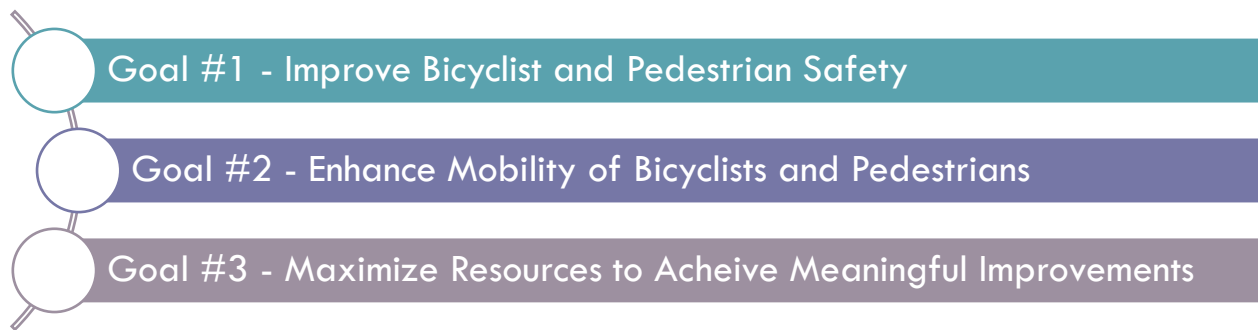 Goal #1 - Improve Bicyclist and Pedestrian Safety
Goal #2 - Enhance Mobility of Bicyclists and Pedestrians
Goal #3 - Maximize Resources to Acheive Meaningful Improvements